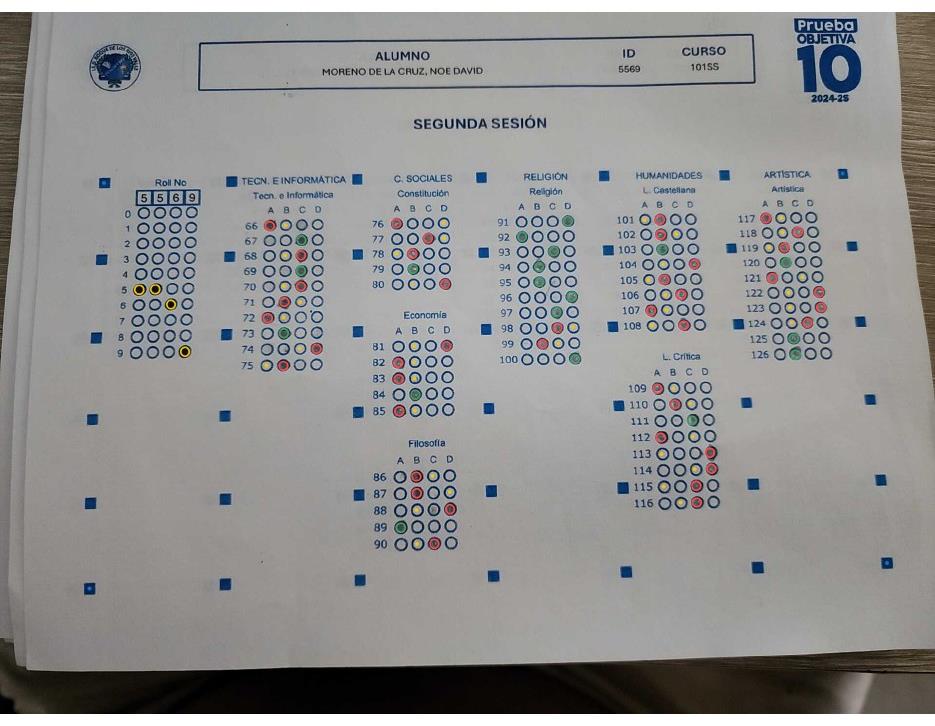 Prueba
OBJETIVA
10
2024-2S
ALUMNO ID CURSO
MORENO DE LA CRUZ, NOE DAVID 5569 101SS
SEGUNDA SESIÓN
Roll No
5 5 6 9
0
1
2
3
4
5
6
7
8
9
TECN. E INFORMÁTICA
Tecn. e Informática
A B C D
66
67
68
69
70
71
72
73
74
75
C. SOCIALES
Constitución
A B C D
76
77
78
79
80
Economía
A B C D
81
82
83
84
85
Filosofía
A B C D
86
87
88
89
90
RELIGIÓN
Religión
A B C D
91
92
93
94
95
96
97
98
99
100
HUMANIDADES
L. Castellana
A B C D
101
102
103
104
105
106
107
108
L. Crítica
A B C D
109
110
111
112
113
114
115
116
ARTÍSTICA
Artística
A B C D
117
118
119
120
121
122
123
124
125
126